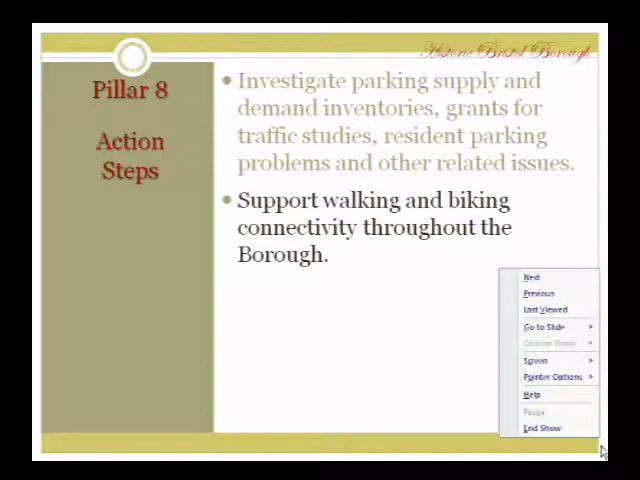 Historic Bristol Borough
Pillar 8
Action
Steps
Investigate parking supply and
demand inventories, grants for
traffic studies, resident parking
problems and other related issues.
Support walking and biking
connectivity throughout the
Borough.
Next
Previous
Last Viewed
Go to Slide
Custom Show
Screen
Pointer Options
Help
Pause
End Show